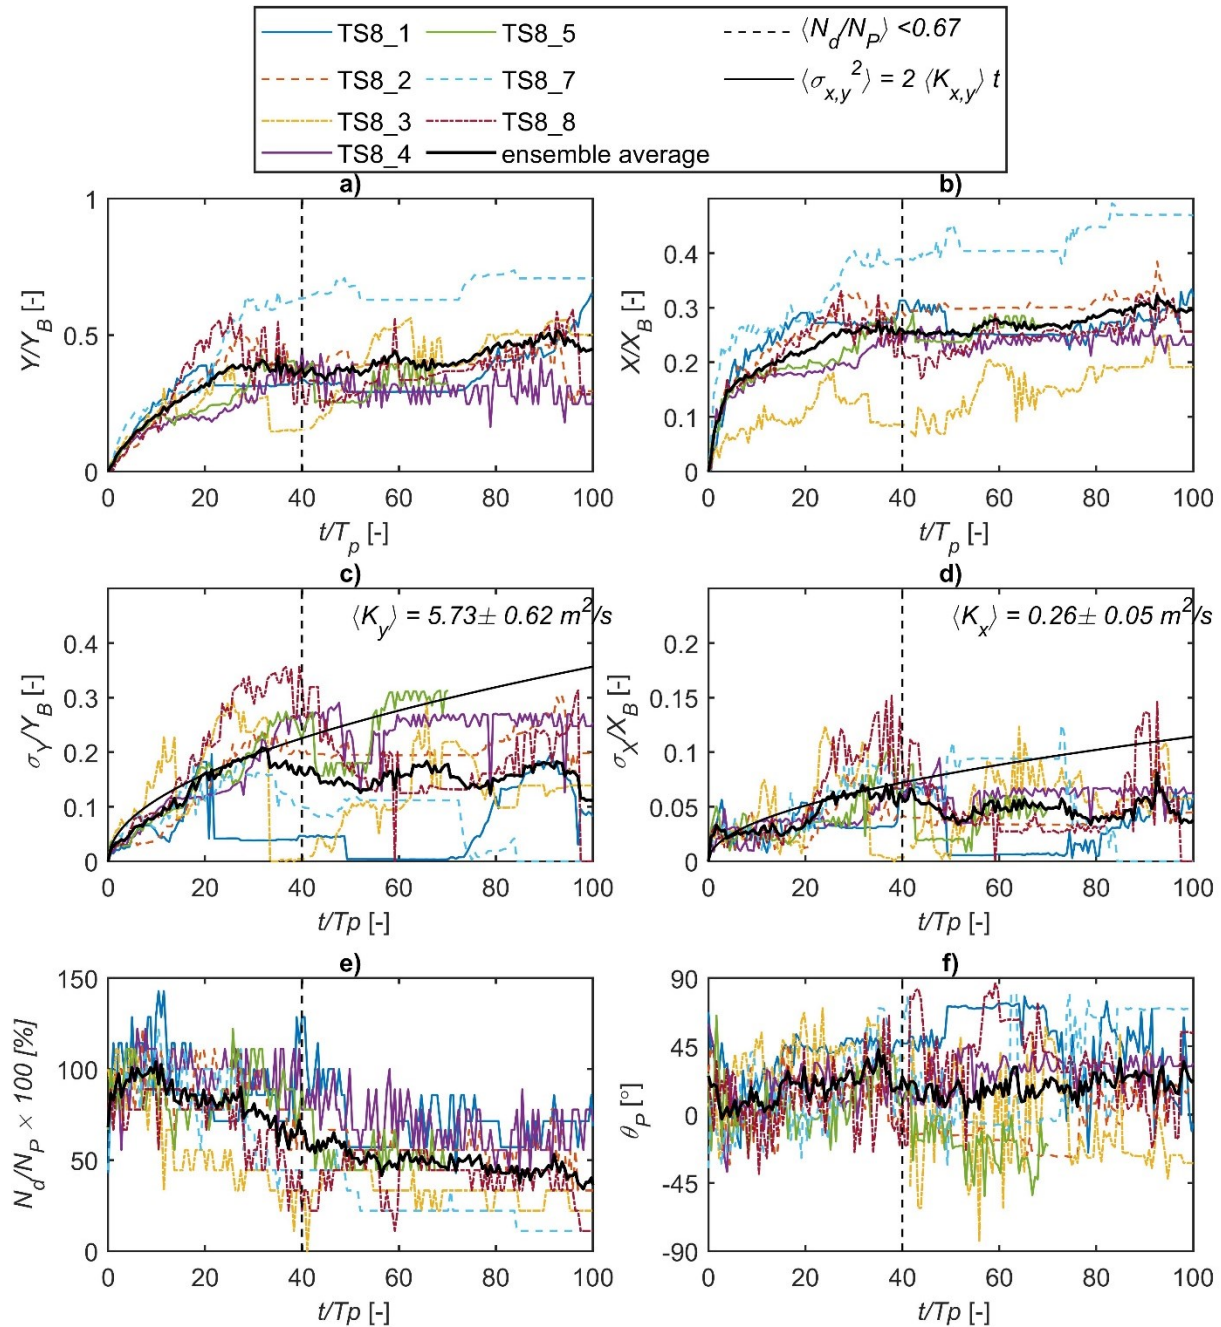 TS8_1 TS8_5 ⟨N_d/N_P⟩ <0.67
TS8_2 TS8_7 ⟨σ_{x,y}^2⟩ = 2 ⟨K_{x,y}⟩ t
TS8_3 TS8_8
TS8_4 ensemble average
a)
1
0.5
0
Y/Y_B [-]
0 20 40 60 80 100
t/T_p [-]
b)
0.4
0.3
0.2
0.1
0
X/X_B [-]
0 20 40 60 80 100
t/T_p [-]
c)
⟨K_y⟩ = 5.73± 0.62 m^2/s
0.4
0.3
0.2
0.1
0
σ_Y/Y_B [-]
0 20 40 60 80 100
t/Tp [-]
d)
⟨K_x⟩ = 0.26± 0.05 m^2/s
0.2
0.15
0.1
0.05
0
σ_X/X_B [-]
0 20 40 60 80 100
t/Tp [-]
e)
150
100
50
0
N_d/N_P × 100 [%]
0 20 40 60 80 100
t/Tp [-]
f)
90
45
0
-45
-90
θ_P [°]
0 20 40 60 80 100
t/Tp [-]